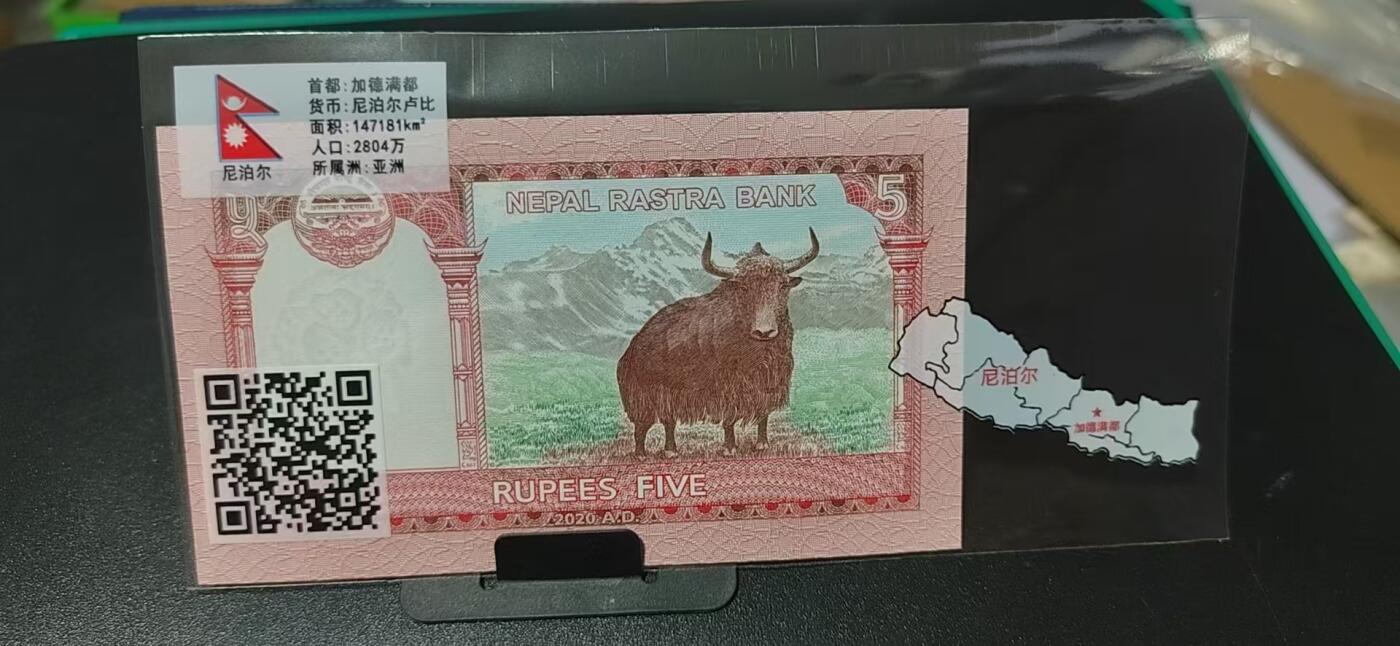 首都:加德满都
货币:尼泊尔卢比
面积:147181km²
人口:2804万
所属洲:亚洲
尼泊尔
NEPAL RASTRA BANK
५
5
尼泊尔
加德满都
RUPEES FIVE
2020 A.D.